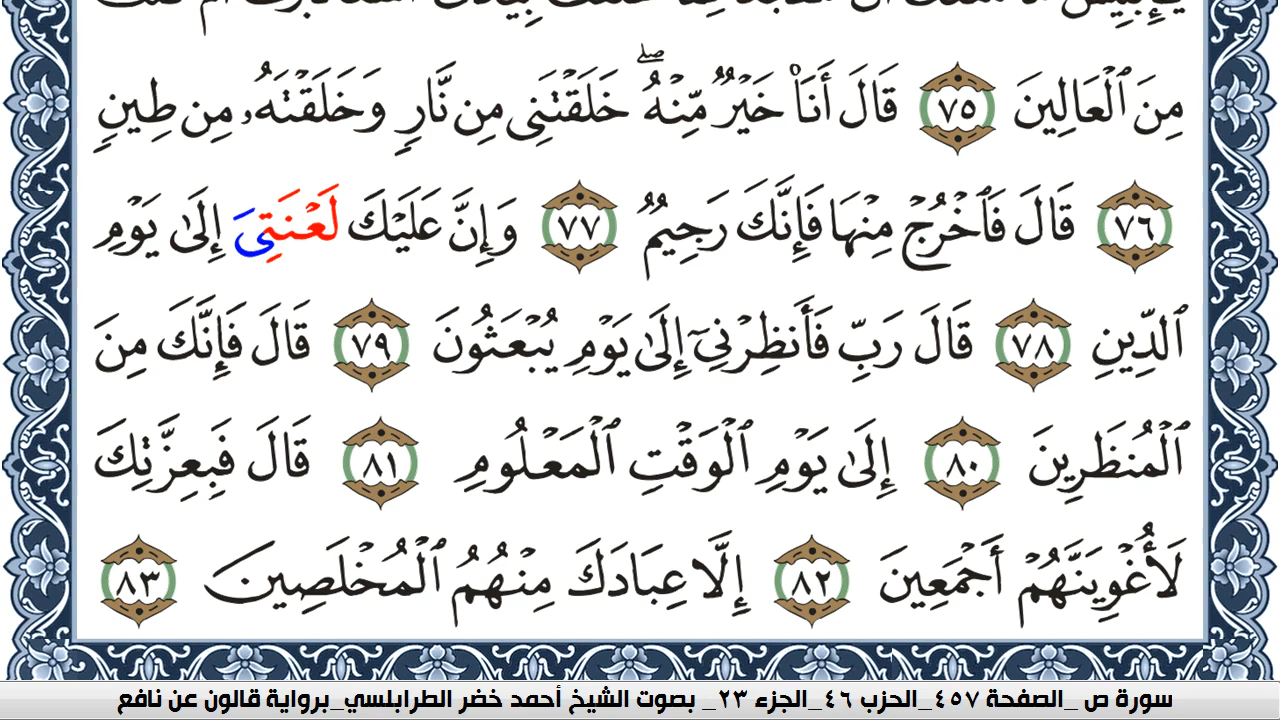 مِنَ ٱلْعَالِينَ ٧٥ قَالَ أَنَا۠ خَيْرٌ مِّنْهُ ۖ خَلَقْتَنِى مِن نَّارٍ وَخَلَقْتَهُۥ مِن طِينٍ
٧٦ قَالَ فَٱخْرُجْ مِنْهَا فَإِنَّكَ رَجِيمٌ ٧٧ وَإِنَّ عَلَيْكَ لَعْنَتِىَ إِلَىٰ يَوْمِ
ٱلدِّينِ ٧٨ قَالَ رَبِّ فَأَنظِرْنِىٓ إِلَىٰ يَوْمِ يُبْعَثُونَ ٧٩ قَالَ فَإِنَّكَ مِنَ
ٱلْمُنظَرِينَ ٨٠ إِلَىٰ يَوْمِ ٱلْوَقْتِ ٱلْمَعْلُومِ ٨١ قَالَ فَبِعِزَّتِكَ
لَأُغْوِيَنَّهُمْ أَجْمَعِينَ ٨٢ إِلَّا عِبَادَكَ مِنْهُمُ ٱلْمُخْلَصِينَ ٨٣
سورة ص _الصفحة ٤٥٧_الحزب ٤٦_الجزء ٢٣_ بصوت الشيخ أحمد خضر الطرابلسي_برواية قالون عن نافع